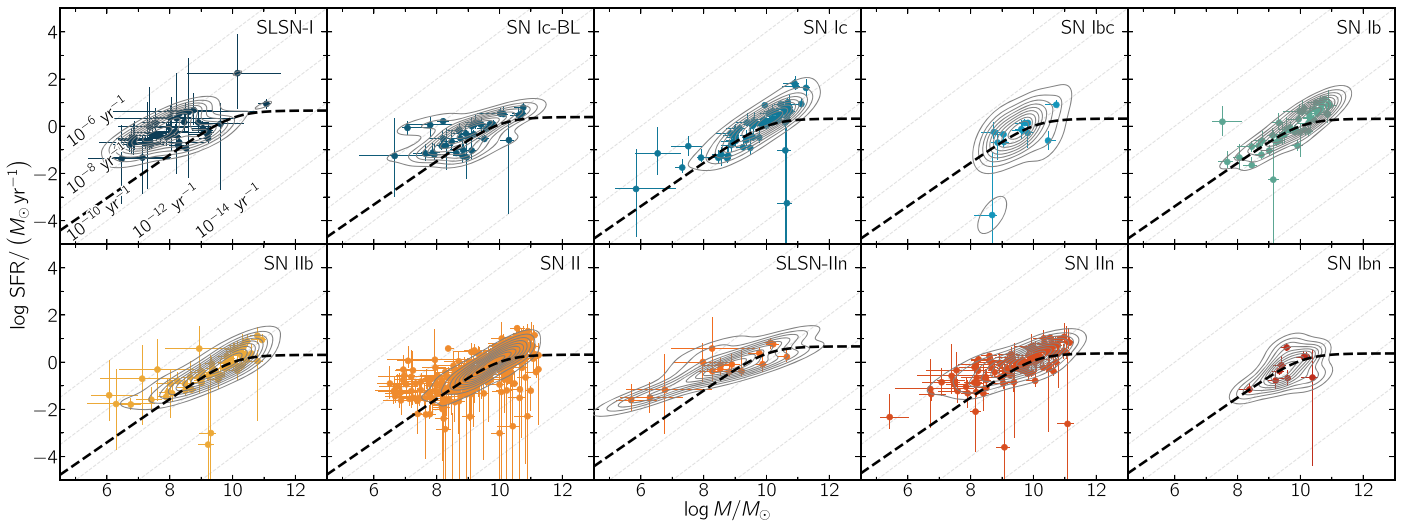 SLSN-I
SN Ic-BL
SN Ic
SN Ibc
SN Ib
4
2
0
−2
−4
10⁻⁶ yr⁻¹
10⁻⁸ yr⁻¹
10⁻¹⁰ yr⁻¹
10⁻¹² yr⁻¹
10⁻¹⁴ yr⁻¹
log SFR/ (M☉ yr⁻¹)
SN IIb
SN II
SLSN-IIn
SN IIn
SN Ibn
4
2
0
−2
−4
6 8 10 12 6 8 10 12 6 8 10 12 6 8 10 12 6 8 10 12
log M/M☉